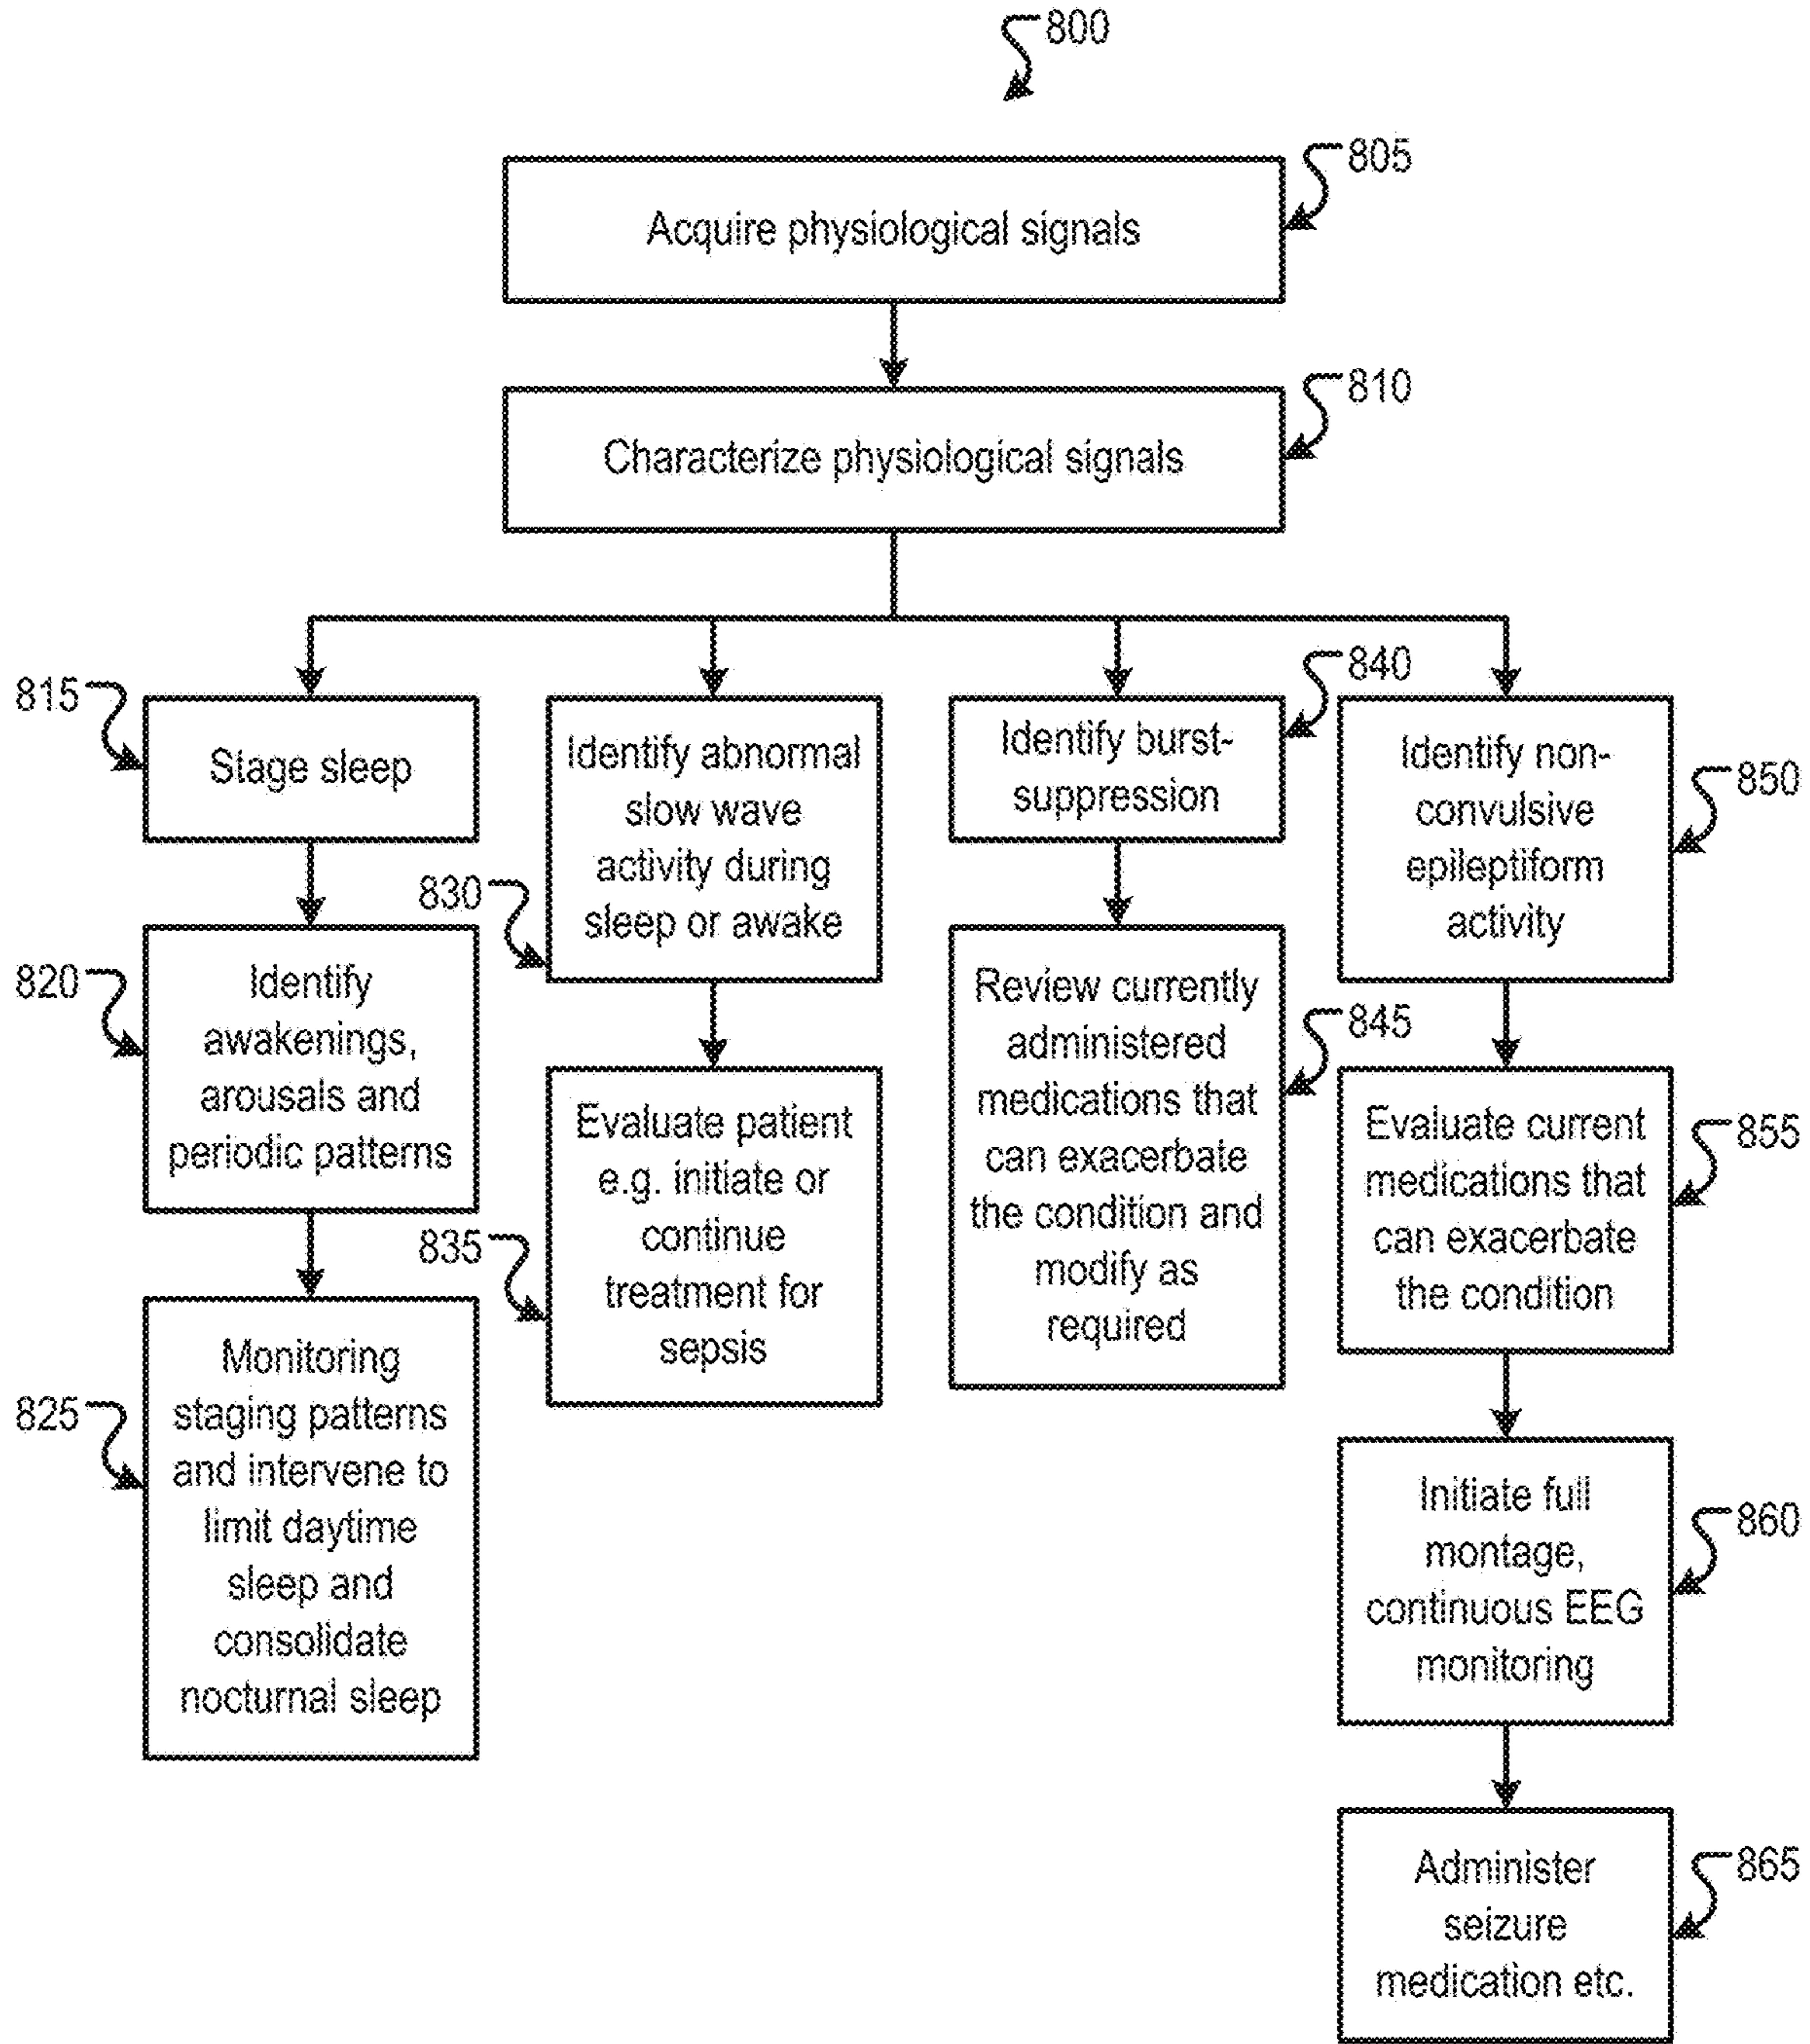 800
805
Acquire physiological signals
810
Characterize physiological signals
815
Stage sleep
820
Identify
awakenings,
arousals and
periodic patterns
825
Monitoring
staging patterns
and intervene to
limit daytime
sleep and
consolidate
nocturnal sleep
830
Identify abnormal
slow wave
activity during
sleep or awake
835
Evaluate patient
e.g. initiate or
continue
treatment for
sepsis
840
Identify burst-
suppression
845
Review currently
administered
medications that
can exacerbate
the condition and
modify as
required
850
Identify non-
convulsive
epileptiform
activity
855
Evaluate current
medications that
can exacerbate
the condition
860
Initiate full
montage,
continuous EEG
monitoring
865
Administer
seizure
medication etc.